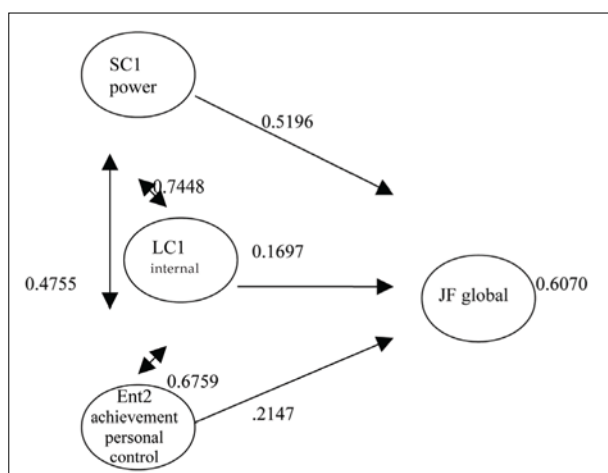 SC1
power
0.5196
0.7448
LC1
internal
0.1697
0.4755
JF global
0.6070
0.6759
Ent2
achievement
personal
control
.2147